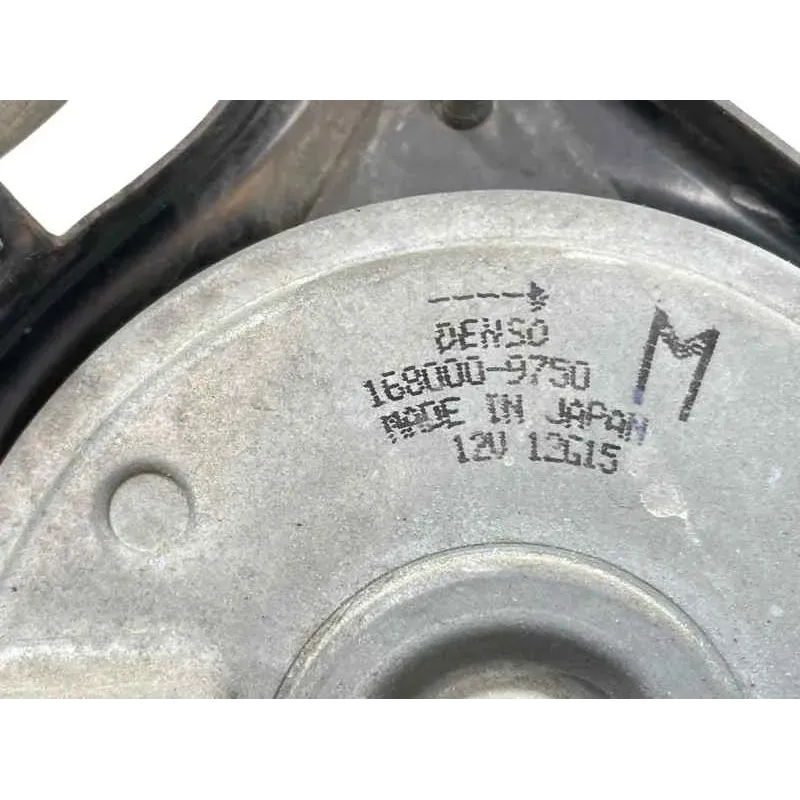 DENSO
168000-9750
MADE IN JAPAN
12V 13G15
M